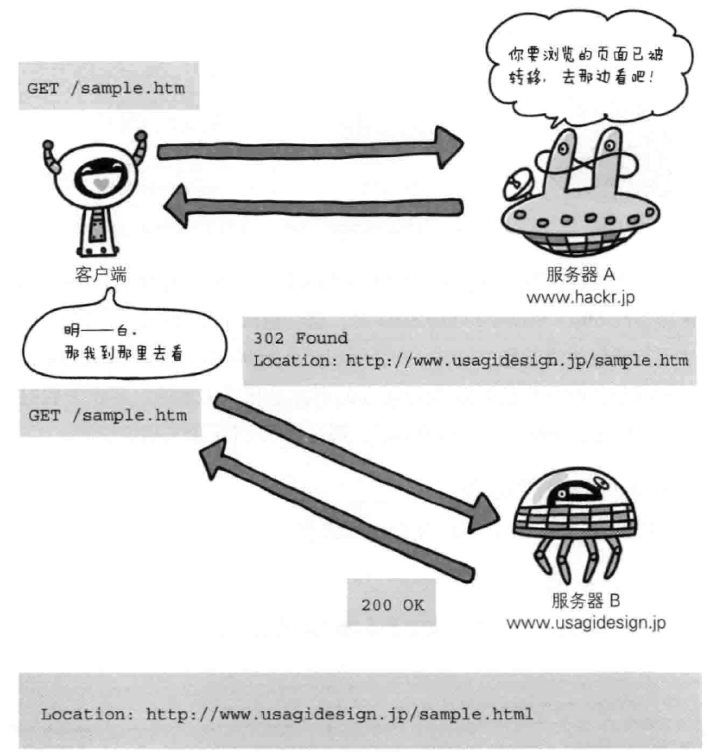 你要浏览的页面已被
转移，去那边看吧！
GET /sample.htm
客户端
服务器 A
www.hackr.jp
明——白．
那我到那里去看
302 Found
Location: http://www.usagidesign.jp/sample.htm
GET /sample.htm
200 OK
服务器 B
www.usagidesign.jp
Location: http://www.usagidesign.jp/sample.html